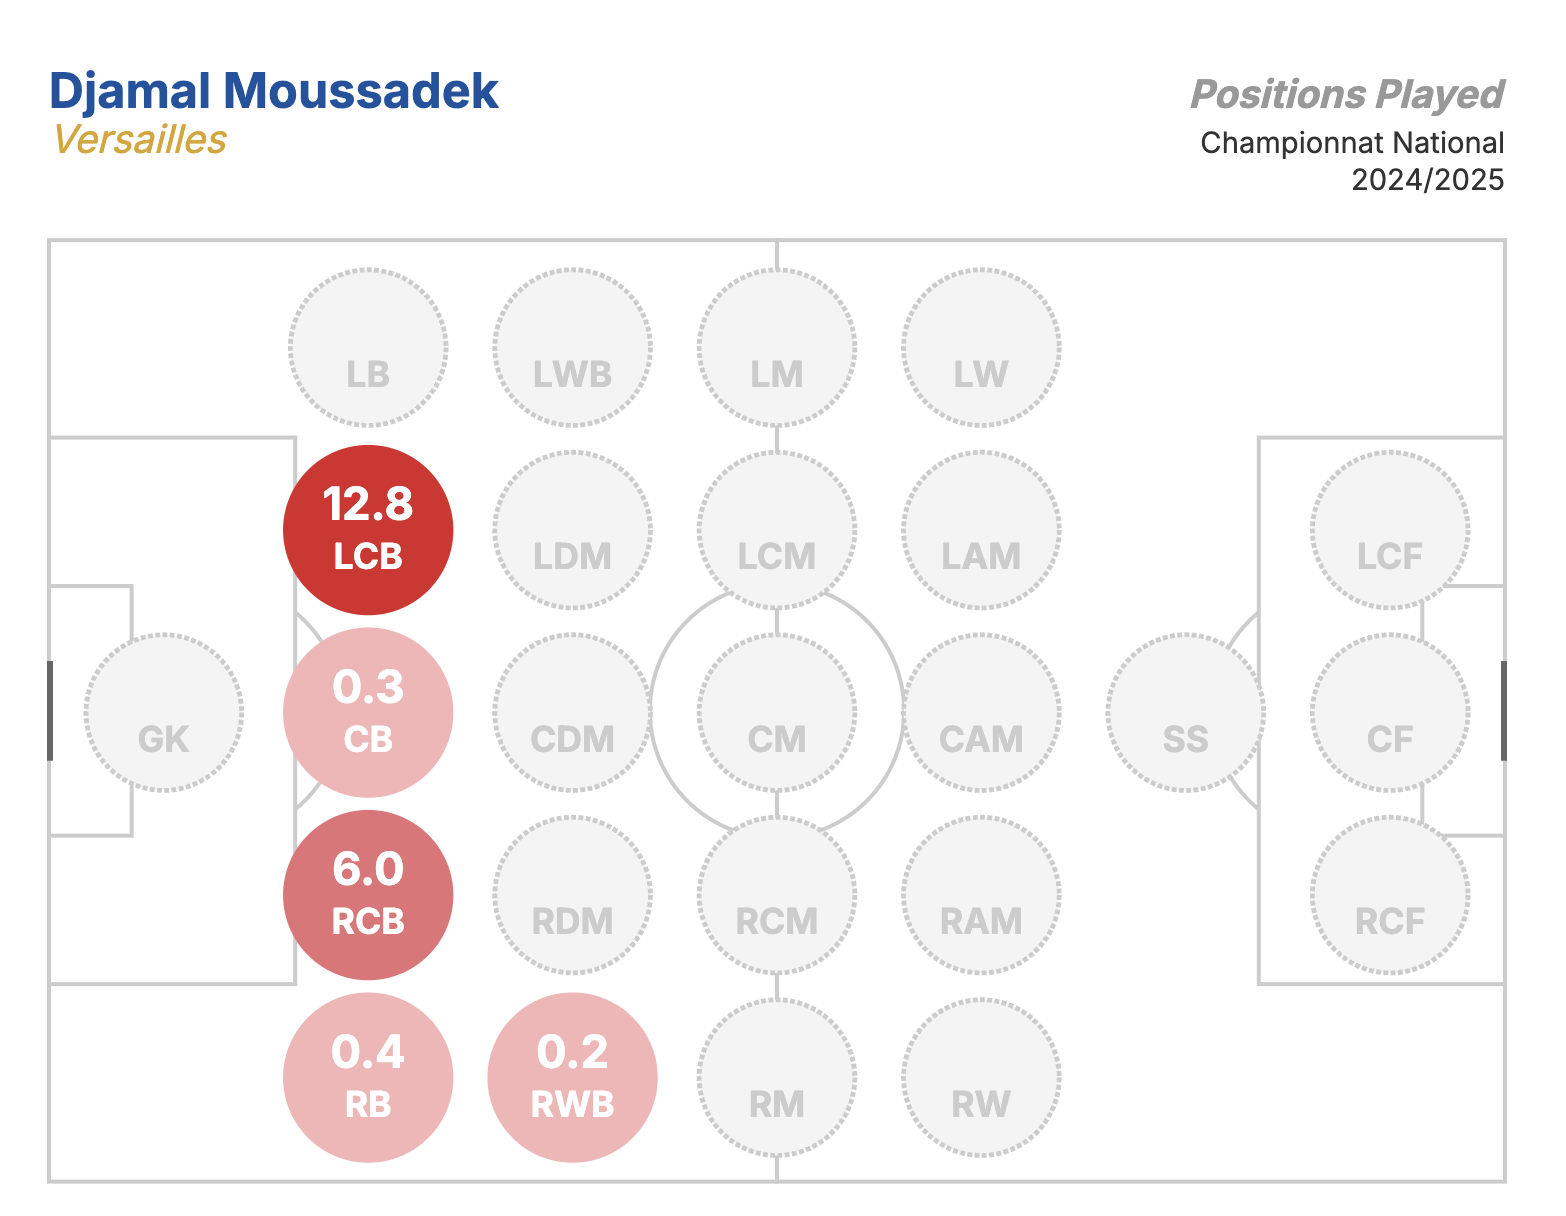 Djamal Moussadek
Versailles
Positions Played
Championnat National
2024/2025
LB
LWB
LM
LW
12.8
LCB
LDM
LCM
LAM
LCF
GK
0.3
CB
CDM
CM
CAM
SS
CF
6.0
RCB
RDM
RCM
RAM
RCF
0.4
RB
0.2
RWB
RM
RW